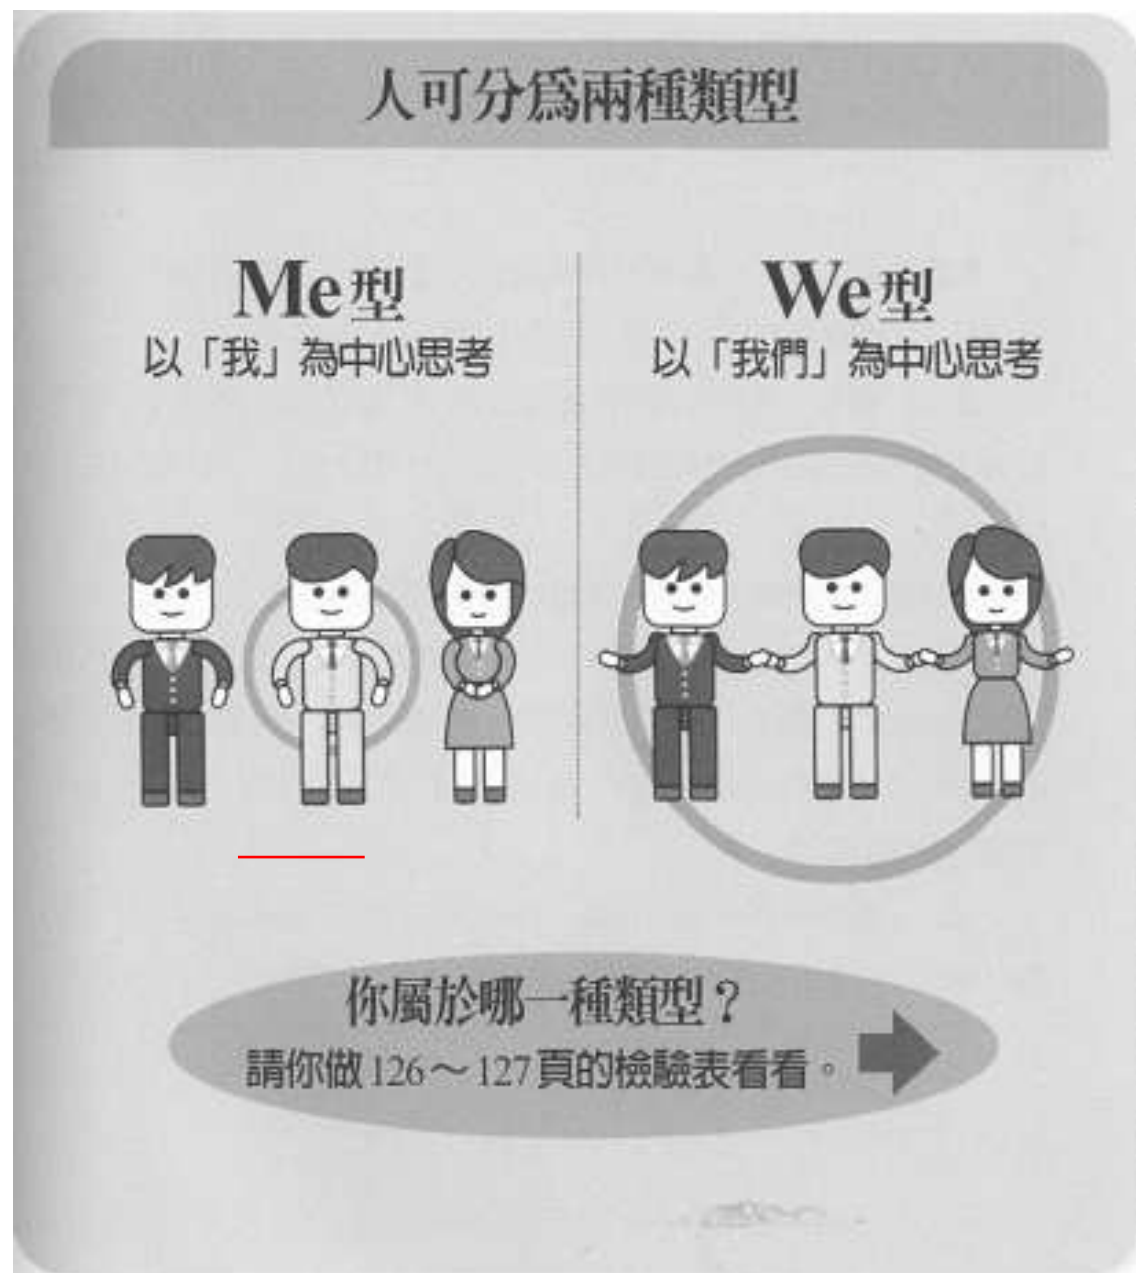 人可分爲兩種類型
Me型
以「我」為中心思考
We型
以「我們」為中心思考
你屬於哪一種類型？
請你做126～127頁的檢驗表看看。